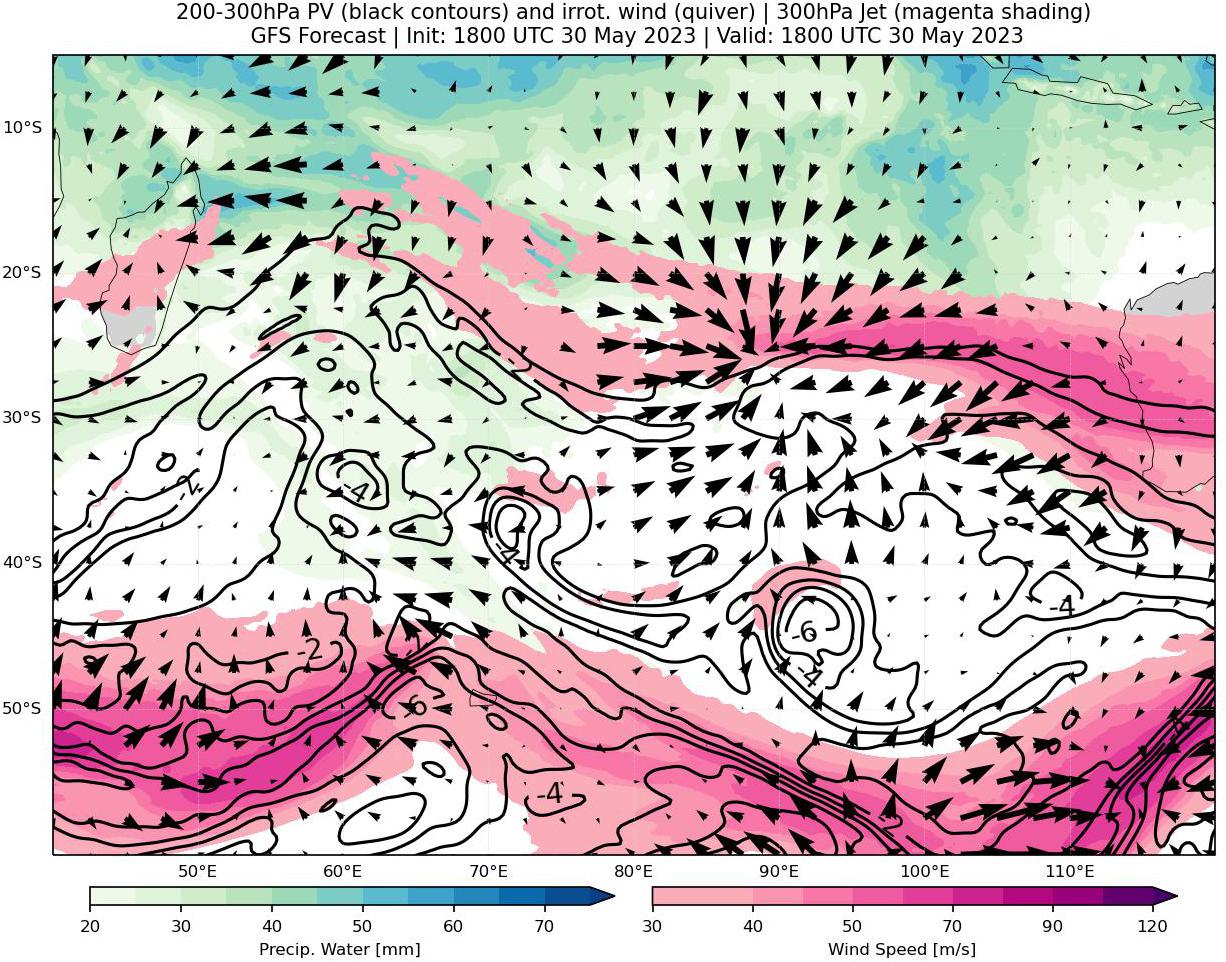 200-300hPa PV (black contours) and irrot. wind (quiver) | 300hPa Jet (magenta shading)
GFS Forecast | Init: 1800 UTC 30 May 2023 | Valid: 1800 UTC 30 May 2023
10°S
20°S
-4
-4
30°S
-4
40°S
-6
-4
-4
-2
-6
50°S
-4
50°E 60°E 70°E 80°E 90°E 100°E 110°E
20 30 40 50 60 70
30 40 50 70 90 120
Precip. Water [mm]
Wind Speed [m/s]